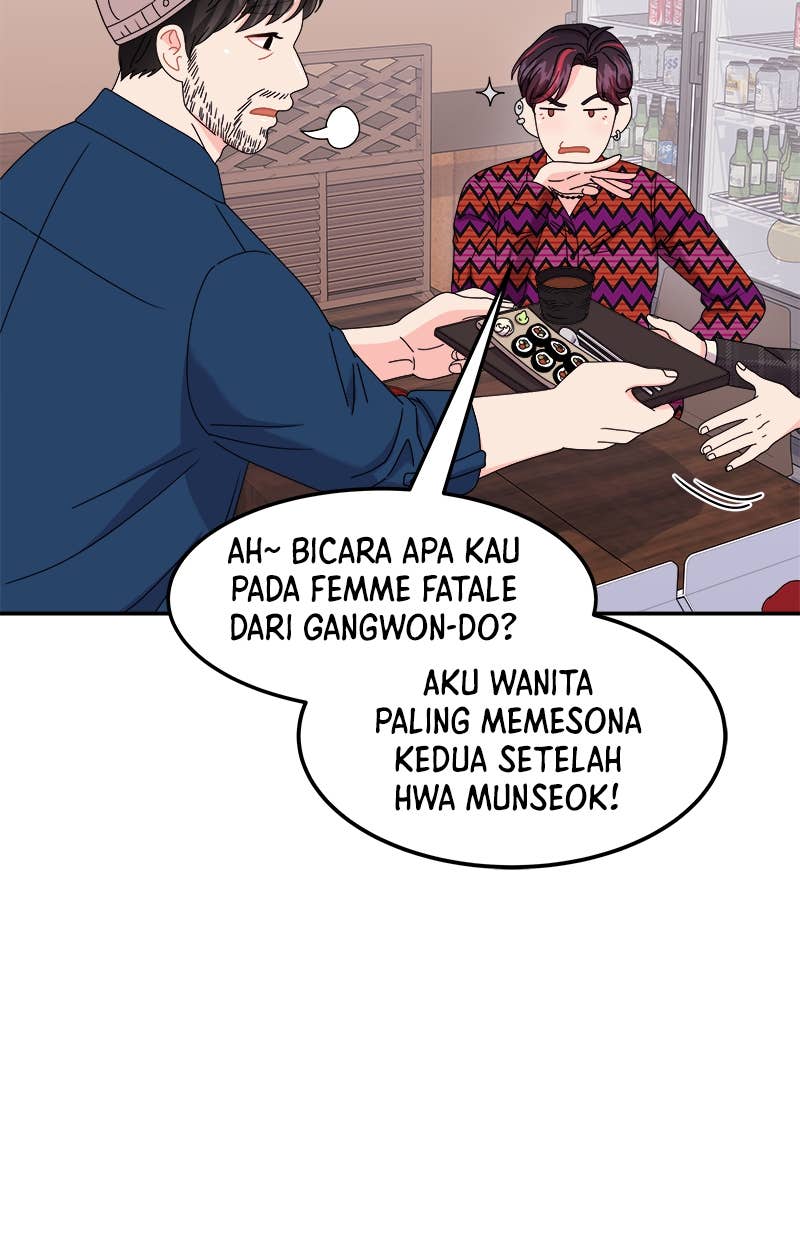 AH~ BICARA APA KAU
PADA FEMME FATALE
DARI GANGWON-DO?
AKU WANITA
PALING MEMESONA
KEDUA SETELAH
HWA MUNSEOK!